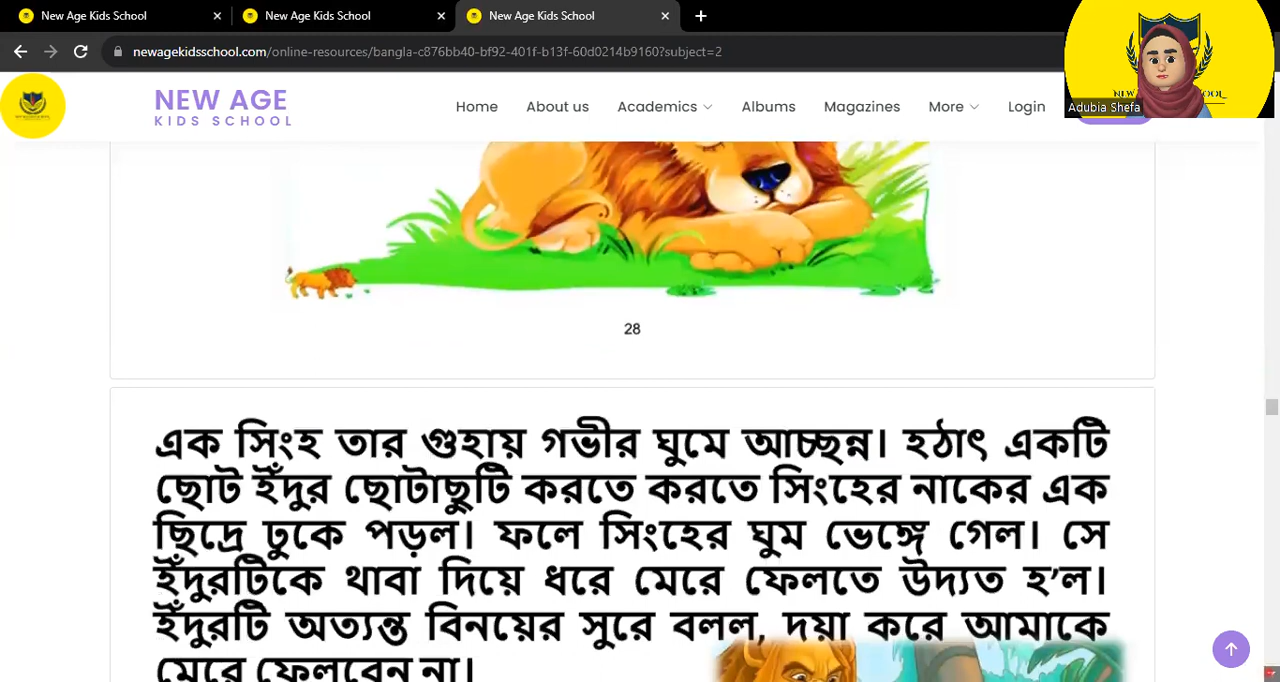 New Age Kids School
New Age Kids School
New Age Kids School
newagekidsschool.com/online-resources/bangla-c876bb40-bf92-401f-b13f-60d0214b9160?subject=2
NEW AGE
KIDS SCHOOL
Home
About us
Academics
Albums
Magazines
More
Login
Adubia Shefa
28
এক সিংহ তার গুহায় গভীর ঘুমে আচ্ছন্ন। হঠাৎ একটি
ছোট ইঁদুর ছোটাছুটি করতে করতে সিংহের নাকের এক
ছিদ্রে ঢুকে পড়ল। ফলে সিংহের ঘুম ভেঙ্গে গেল। সে
ইঁদুরটিকে থাবা দিয়ে ধরে মেরে ফেলতে উদ্যত হ’ল।
ইঁদুরটি অত্যন্ত বিনয়ের সুরে বলল, দয়া করে আমাকে
মেরে ফেলবেন না।